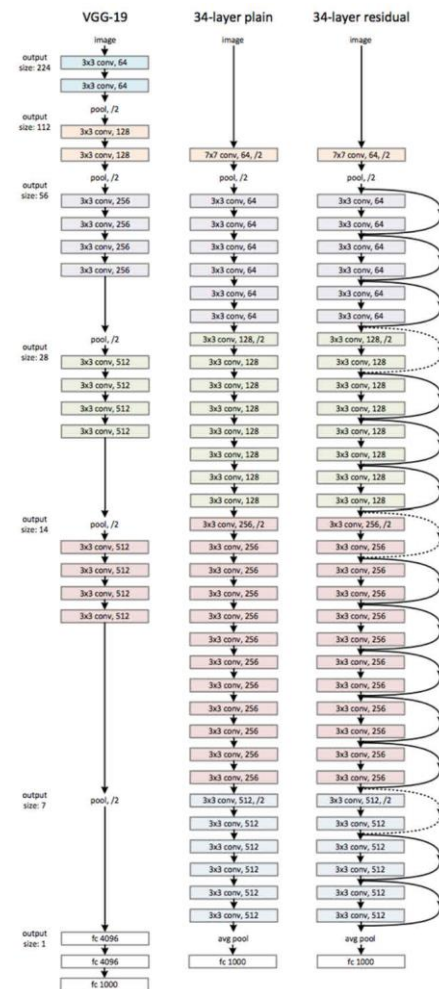 VGG-19
image
output
size: 224
3x3 conv, 64
3x3 conv, 64
pool, /2
output
size: 112
3x3 conv, 128
3x3 conv, 128
pool, /2
output
size: 56
3x3 conv, 256
3x3 conv, 256
3x3 conv, 256
3x3 conv, 256
pool, /2
output
size: 28
3x3 conv, 512
3x3 conv, 512
3x3 conv, 512
3x3 conv, 512
pool, /2
output
size: 14
3x3 conv, 512
3x3 conv, 512
3x3 conv, 512
3x3 conv, 512
output
size: 7
pool, /2
output
size: 1
fc 4096
fc 4096
fc 1000
34-layer plain
image
7x7 conv, 64, /2
pool, /2
3x3 conv, 64
3x3 conv, 64
3x3 conv, 64
3x3 conv, 64
3x3 conv, 64
3x3 conv, 64
3x3 conv, 128, /2
3x3 conv, 128
3x3 conv, 128
3x3 conv, 128
3x3 conv, 128
3x3 conv, 128
3x3 conv, 128
3x3 conv, 128
3x3 conv, 256, /2
3x3 conv, 256
3x3 conv, 256
3x3 conv, 256
3x3 conv, 256
3x3 conv, 256
3x3 conv, 256
3x3 conv, 256
3x3 conv, 256
3x3 conv, 256
3x3 conv, 256
3x3 conv, 256
3x3 conv, 512, /2
3x3 conv, 512
3x3 conv, 512
3x3 conv, 512
3x3 conv, 512
3x3 conv, 512
avg pool
fc 1000
34-layer residual
image
7x7 conv, 64, /2
pool, /2
3x3 conv, 64
3x3 conv, 64
3x3 conv, 64
3x3 conv, 64
3x3 conv, 64
3x3 conv, 64
3x3 conv, 128, /2
3x3 conv, 128
3x3 conv, 128
3x3 conv, 128
3x3 conv, 128
3x3 conv, 128
3x3 conv, 128
3x3 conv, 128
3x3 conv, 256, /2
3x3 conv, 256
3x3 conv, 256
3x3 conv, 256
3x3 conv, 256
3x3 conv, 256
3x3 conv, 256
3x3 conv, 256
3x3 conv, 256
3x3 conv, 256
3x3 conv, 256
3x3 conv, 256
3x3 conv, 512, /2
3x3 conv, 512
3x3 conv, 512
3x3 conv, 512
3x3 conv, 512
3x3 conv, 512
avg pool
fc 1000